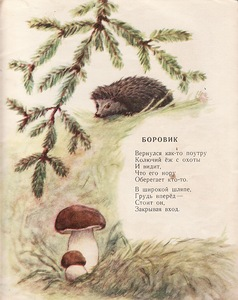 БОРОВИК
Вернулся как-то поутру
Колючий ёж с охоты
И видит,
Что его нору
Оберегает кто-то.
В широкой шляпе,
Грудь вперёд —
Стоит он,
Закрывая вход.